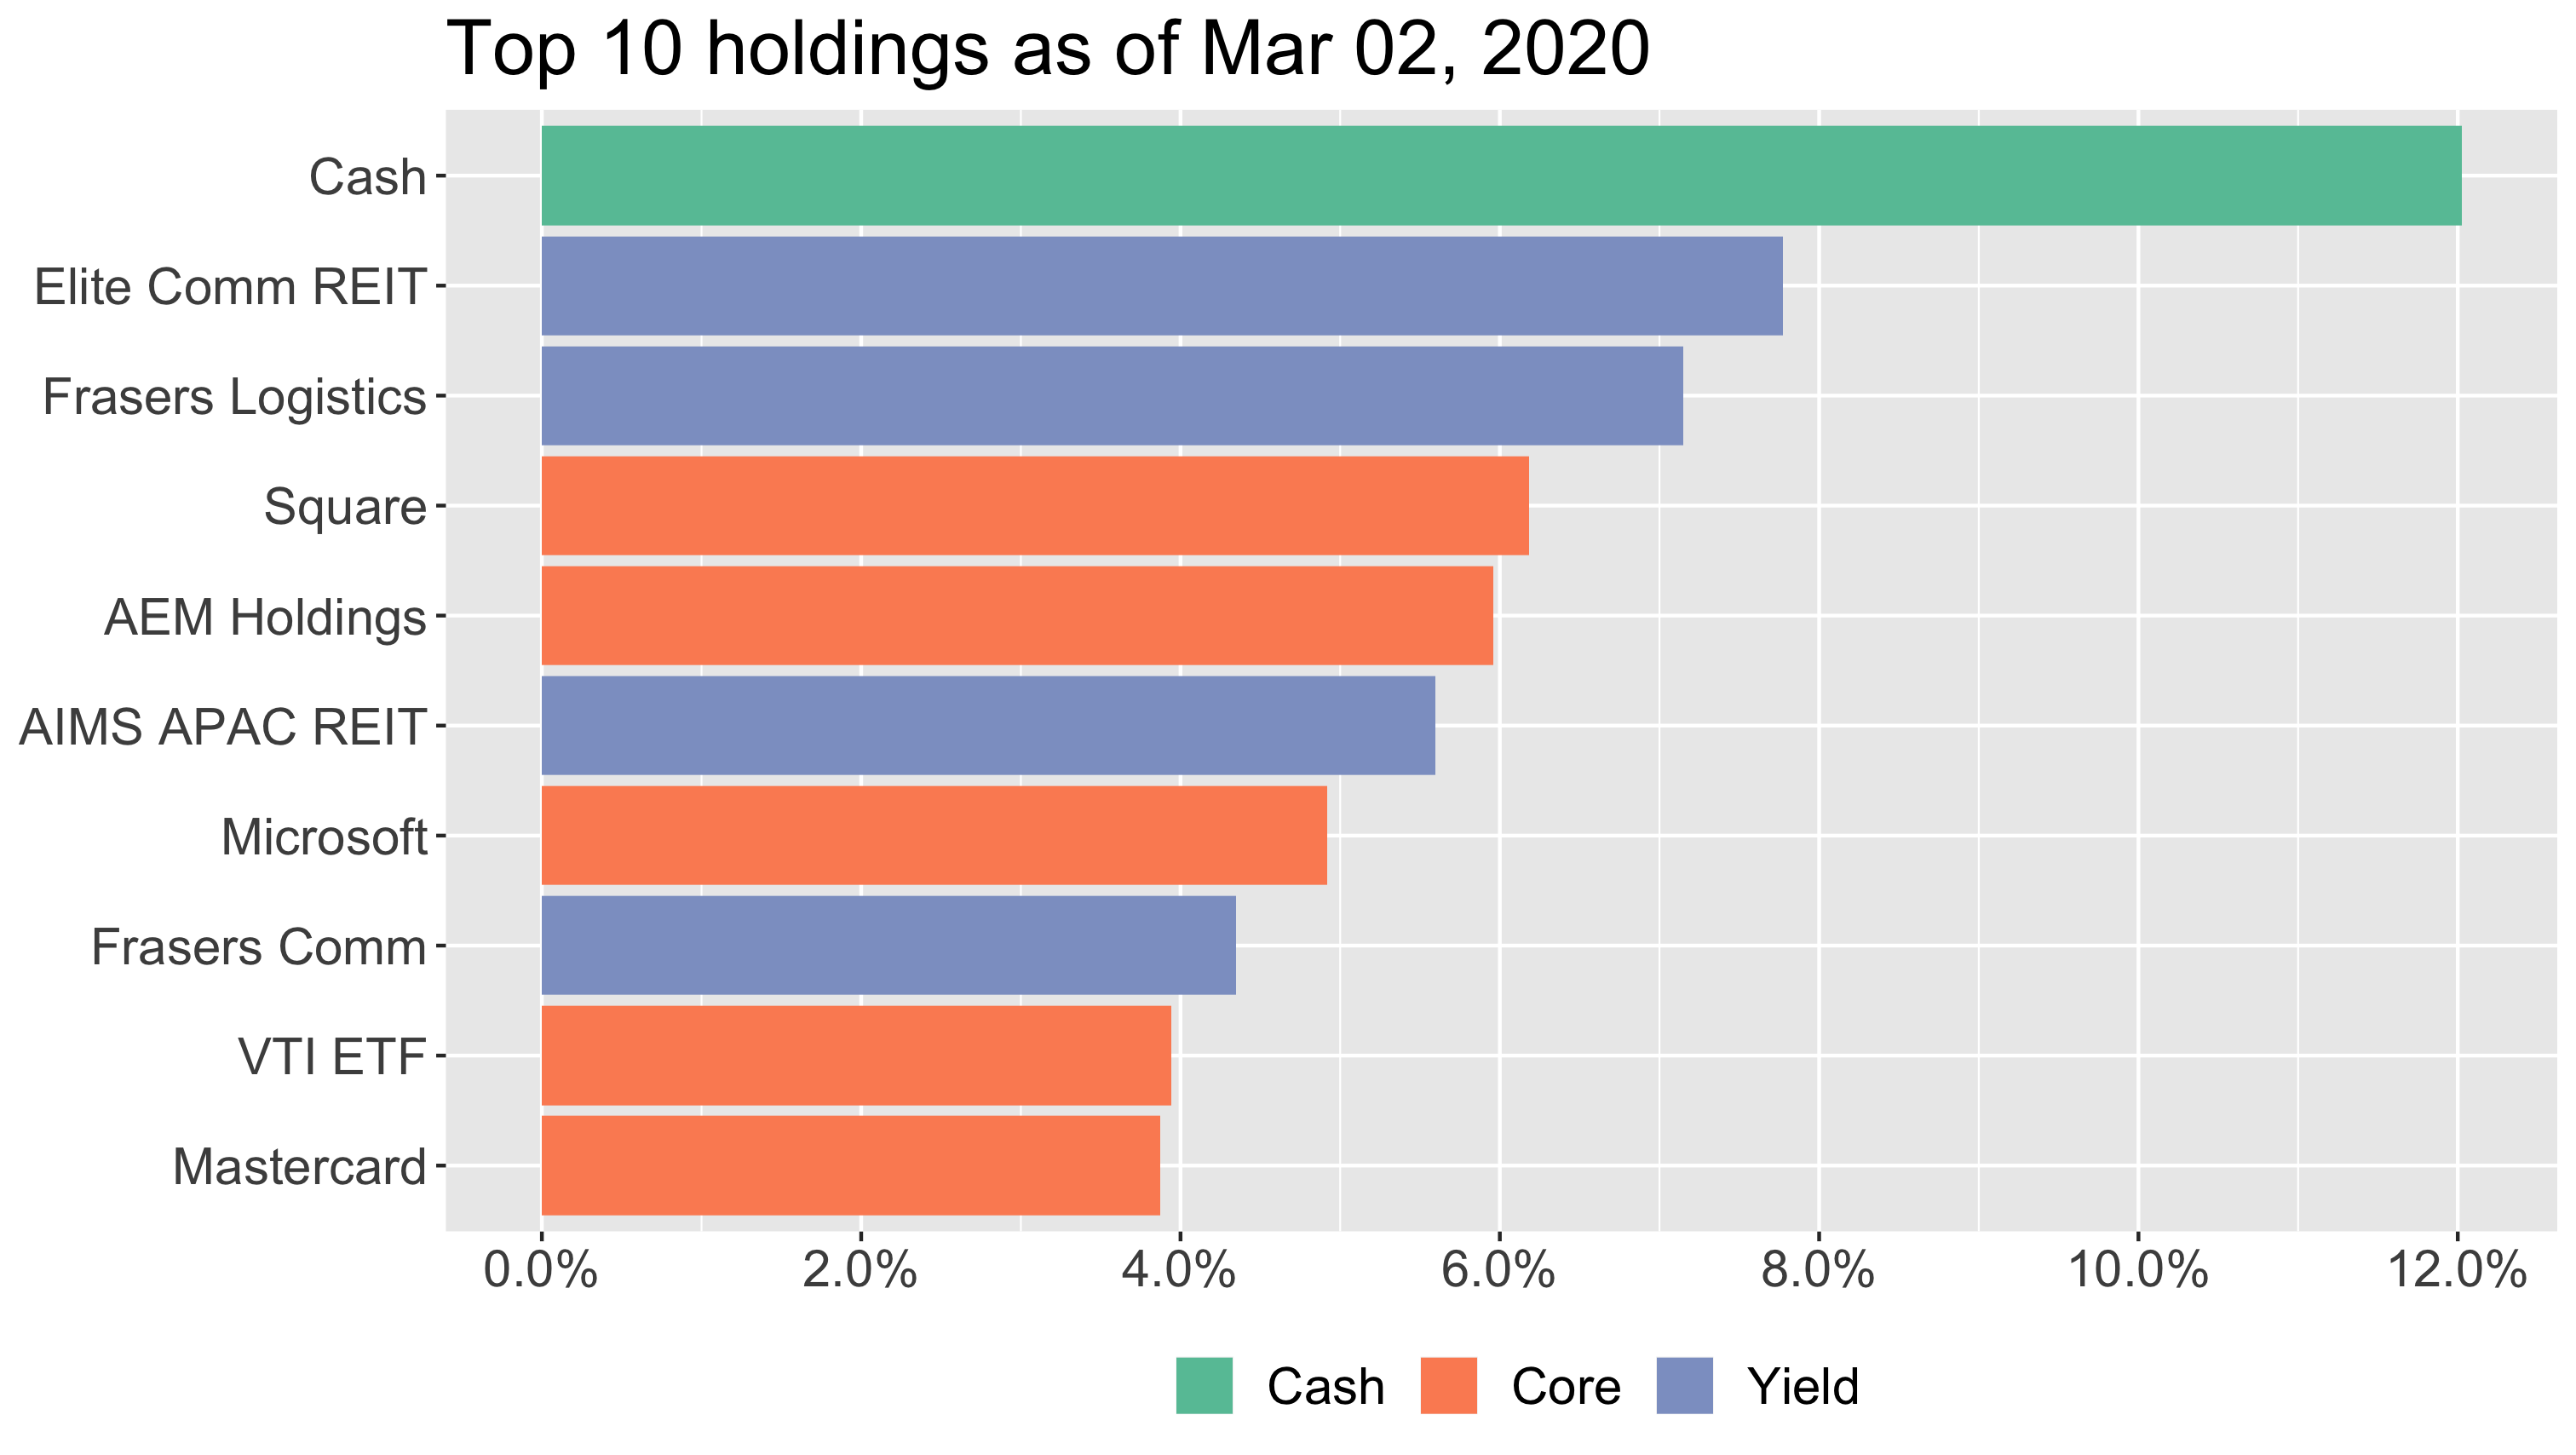 Top 10 holdings as of Mar 02, 2020
Cash
Elite Comm REIT
Frasers Logistics
Square
AEM Holdings
AIMS APAC REIT
Microsoft
Frasers Comm
VTI ETF
Mastercard
0.0% 2.0% 4.0% 6.0% 8.0% 10.0% 12.0%
Cash Core Yield